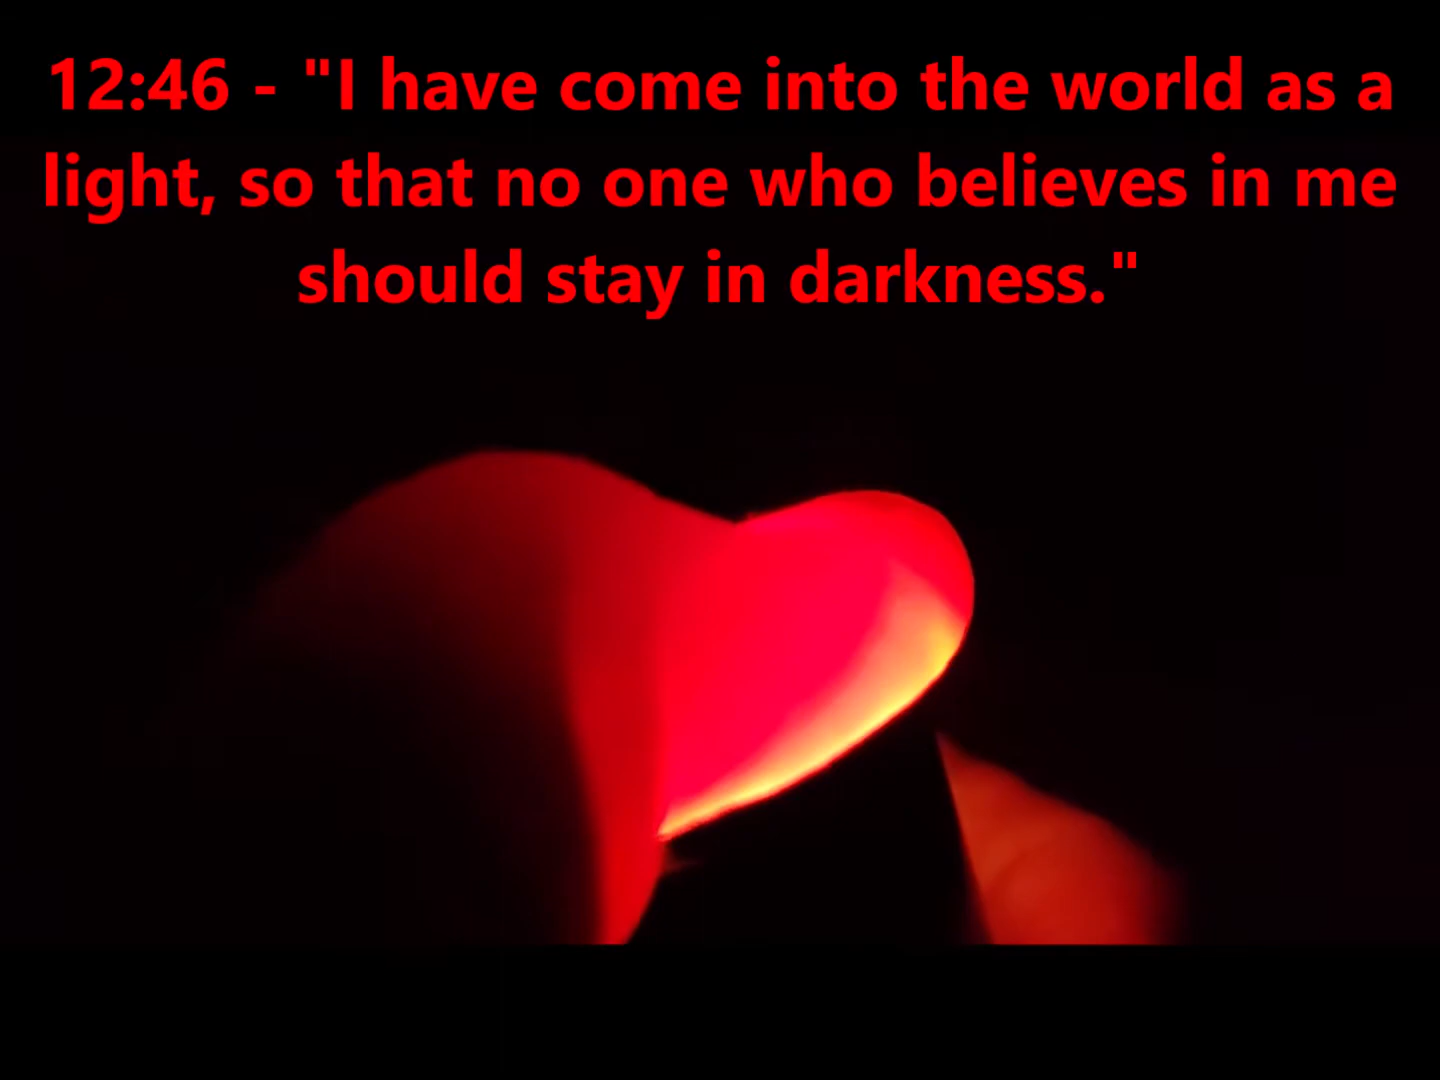 12:46 - "I have come into the world as a
light, so that no one who believes in me
should stay in darkness."